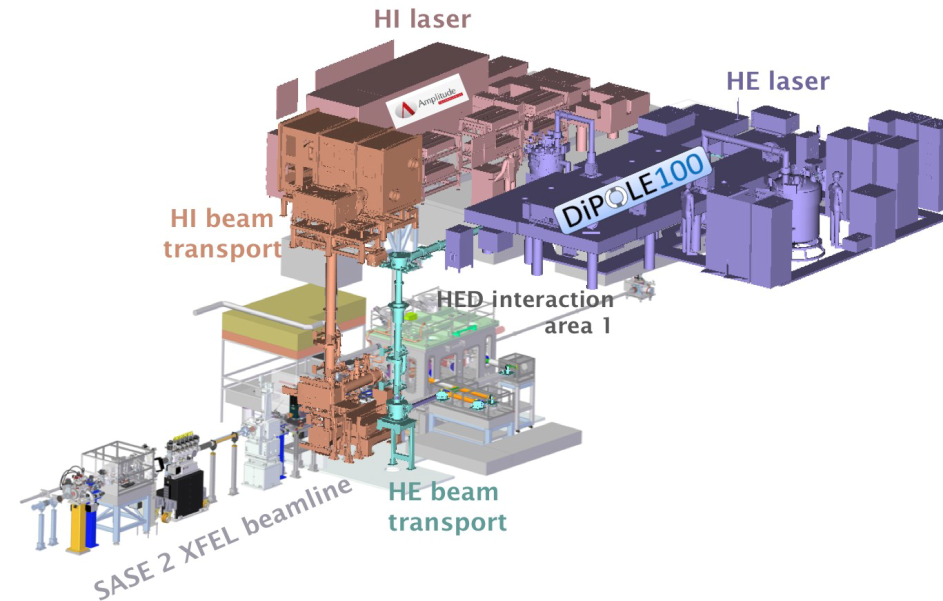 HI laser
Amplitude
HE laser
DiPOLE100
HI beam
transport
HED interaction
area 1
HE beam
transport
SASE 2 XFEL beamline